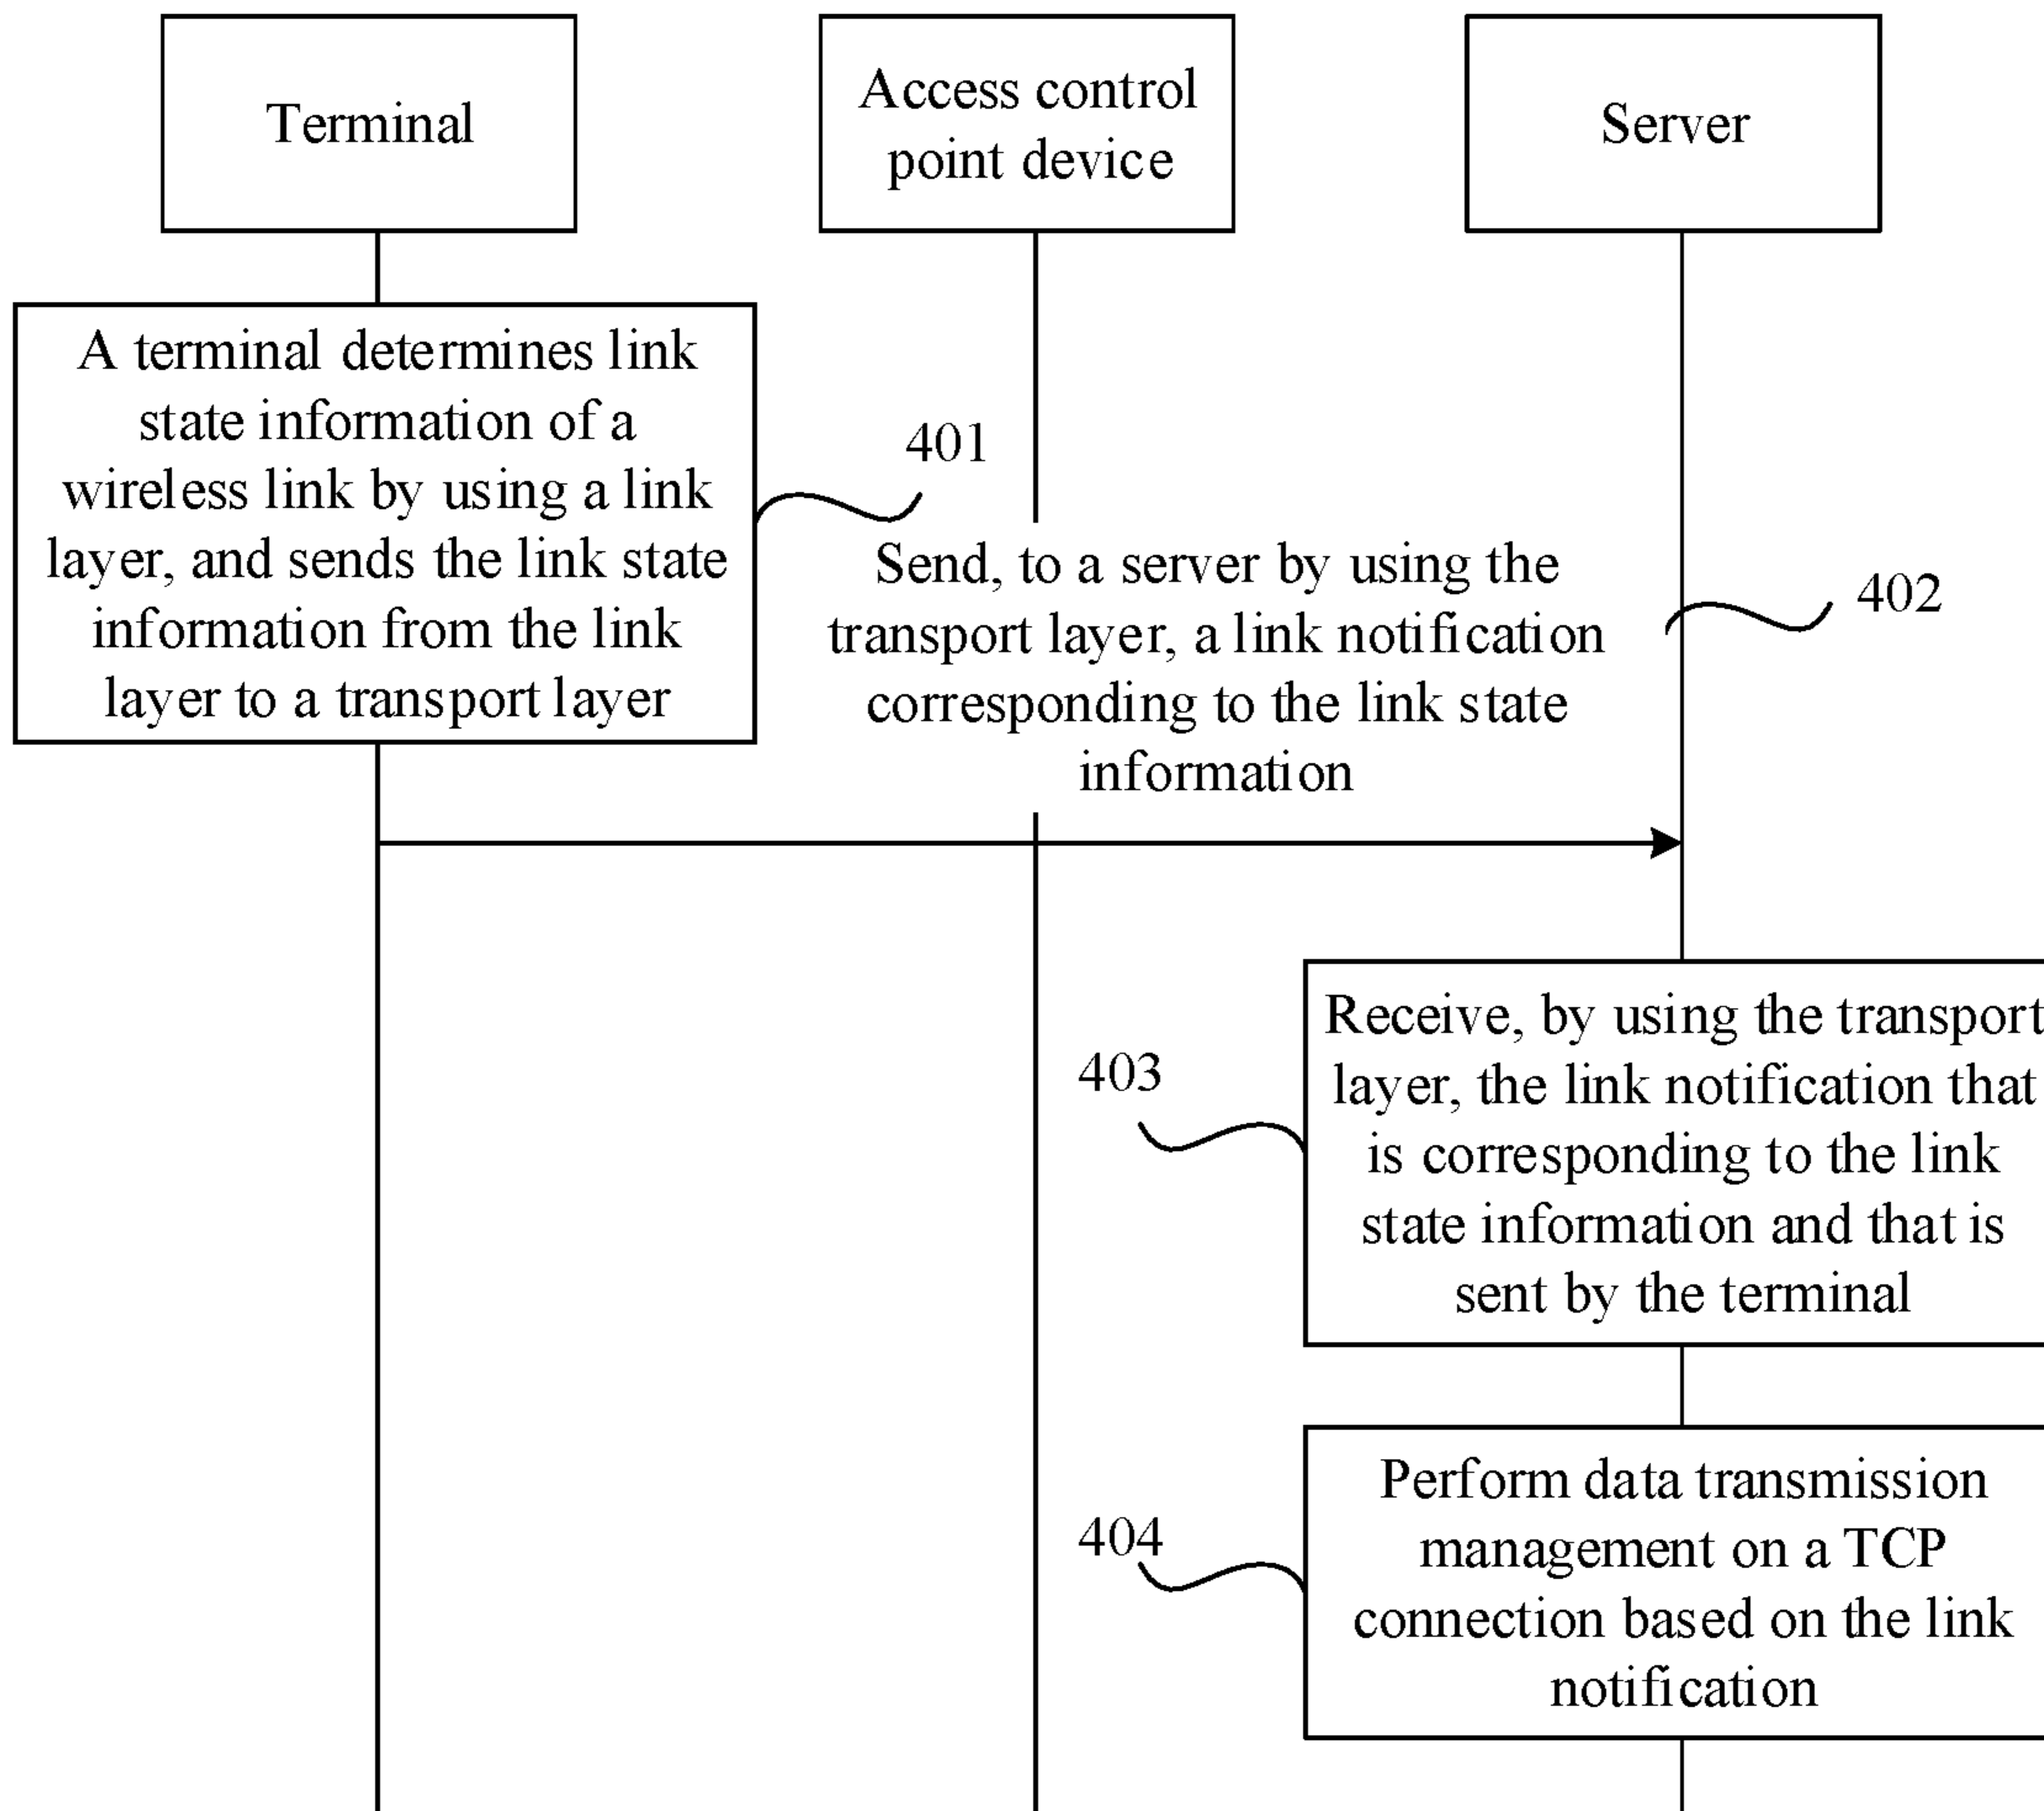 Terminal
Access control
point device
Server
A terminal determines link
state information of a
wireless link by using a link
layer, and sends the link state
information from the link
layer to a transport layer
401
Send, to a server by using the
transport layer, a link notification
corresponding to the link state
information
402
403
Receive, by using the transport
layer, the link notification that
is corresponding to the link
state information and that is
sent by the terminal
404
Perform data transmission
management on a TCP
connection based on the link
notification